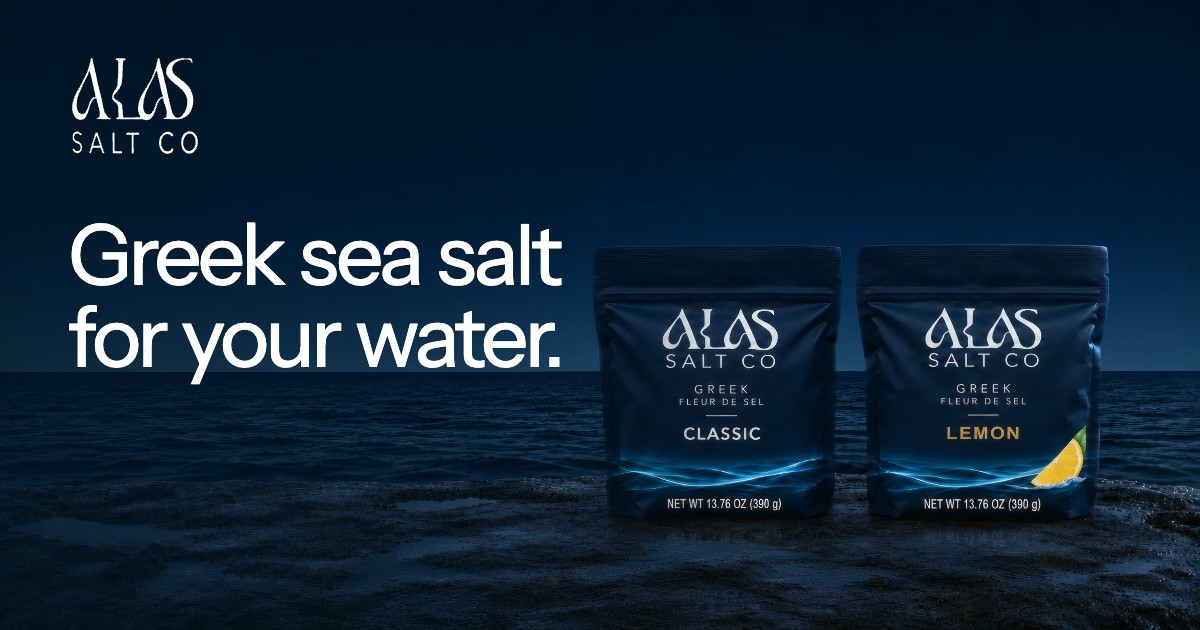 ALAS
SALT CO
Greek sea salt
for your water.
ALAS
SALT CO
GREEK
FLEUR DE SEL
CLASSIC
NET WT 13.76 OZ (390 g)
ALAS
SALT CO
GREEK
FLEUR DE SEL
LEMON
NET WT 13.76 OZ (390 g)